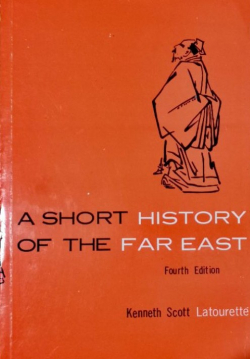 A SHORT HISTORY
OF THE FAR EAST
Fourth Edition
Kenneth Scott Latourette